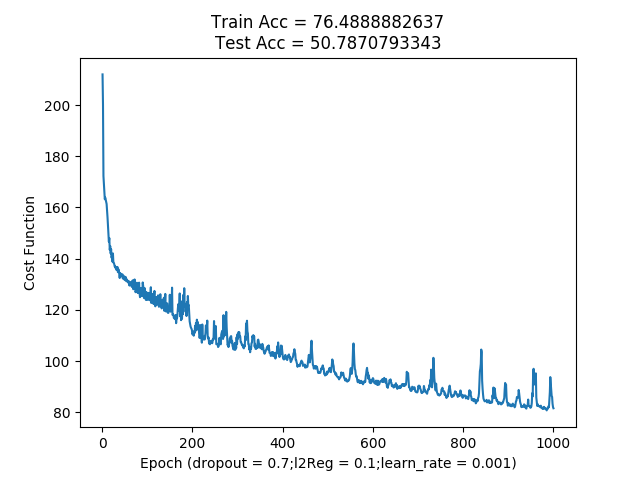 Train Acc = 76.4888882637
Test Acc = 50.7870793343
200
180
160
140
120
100
80
Cost Function
0 200 400 600 800 1000
Epoch (dropout = 0.7;l2Reg = 0.1;learn_rate = 0.001)